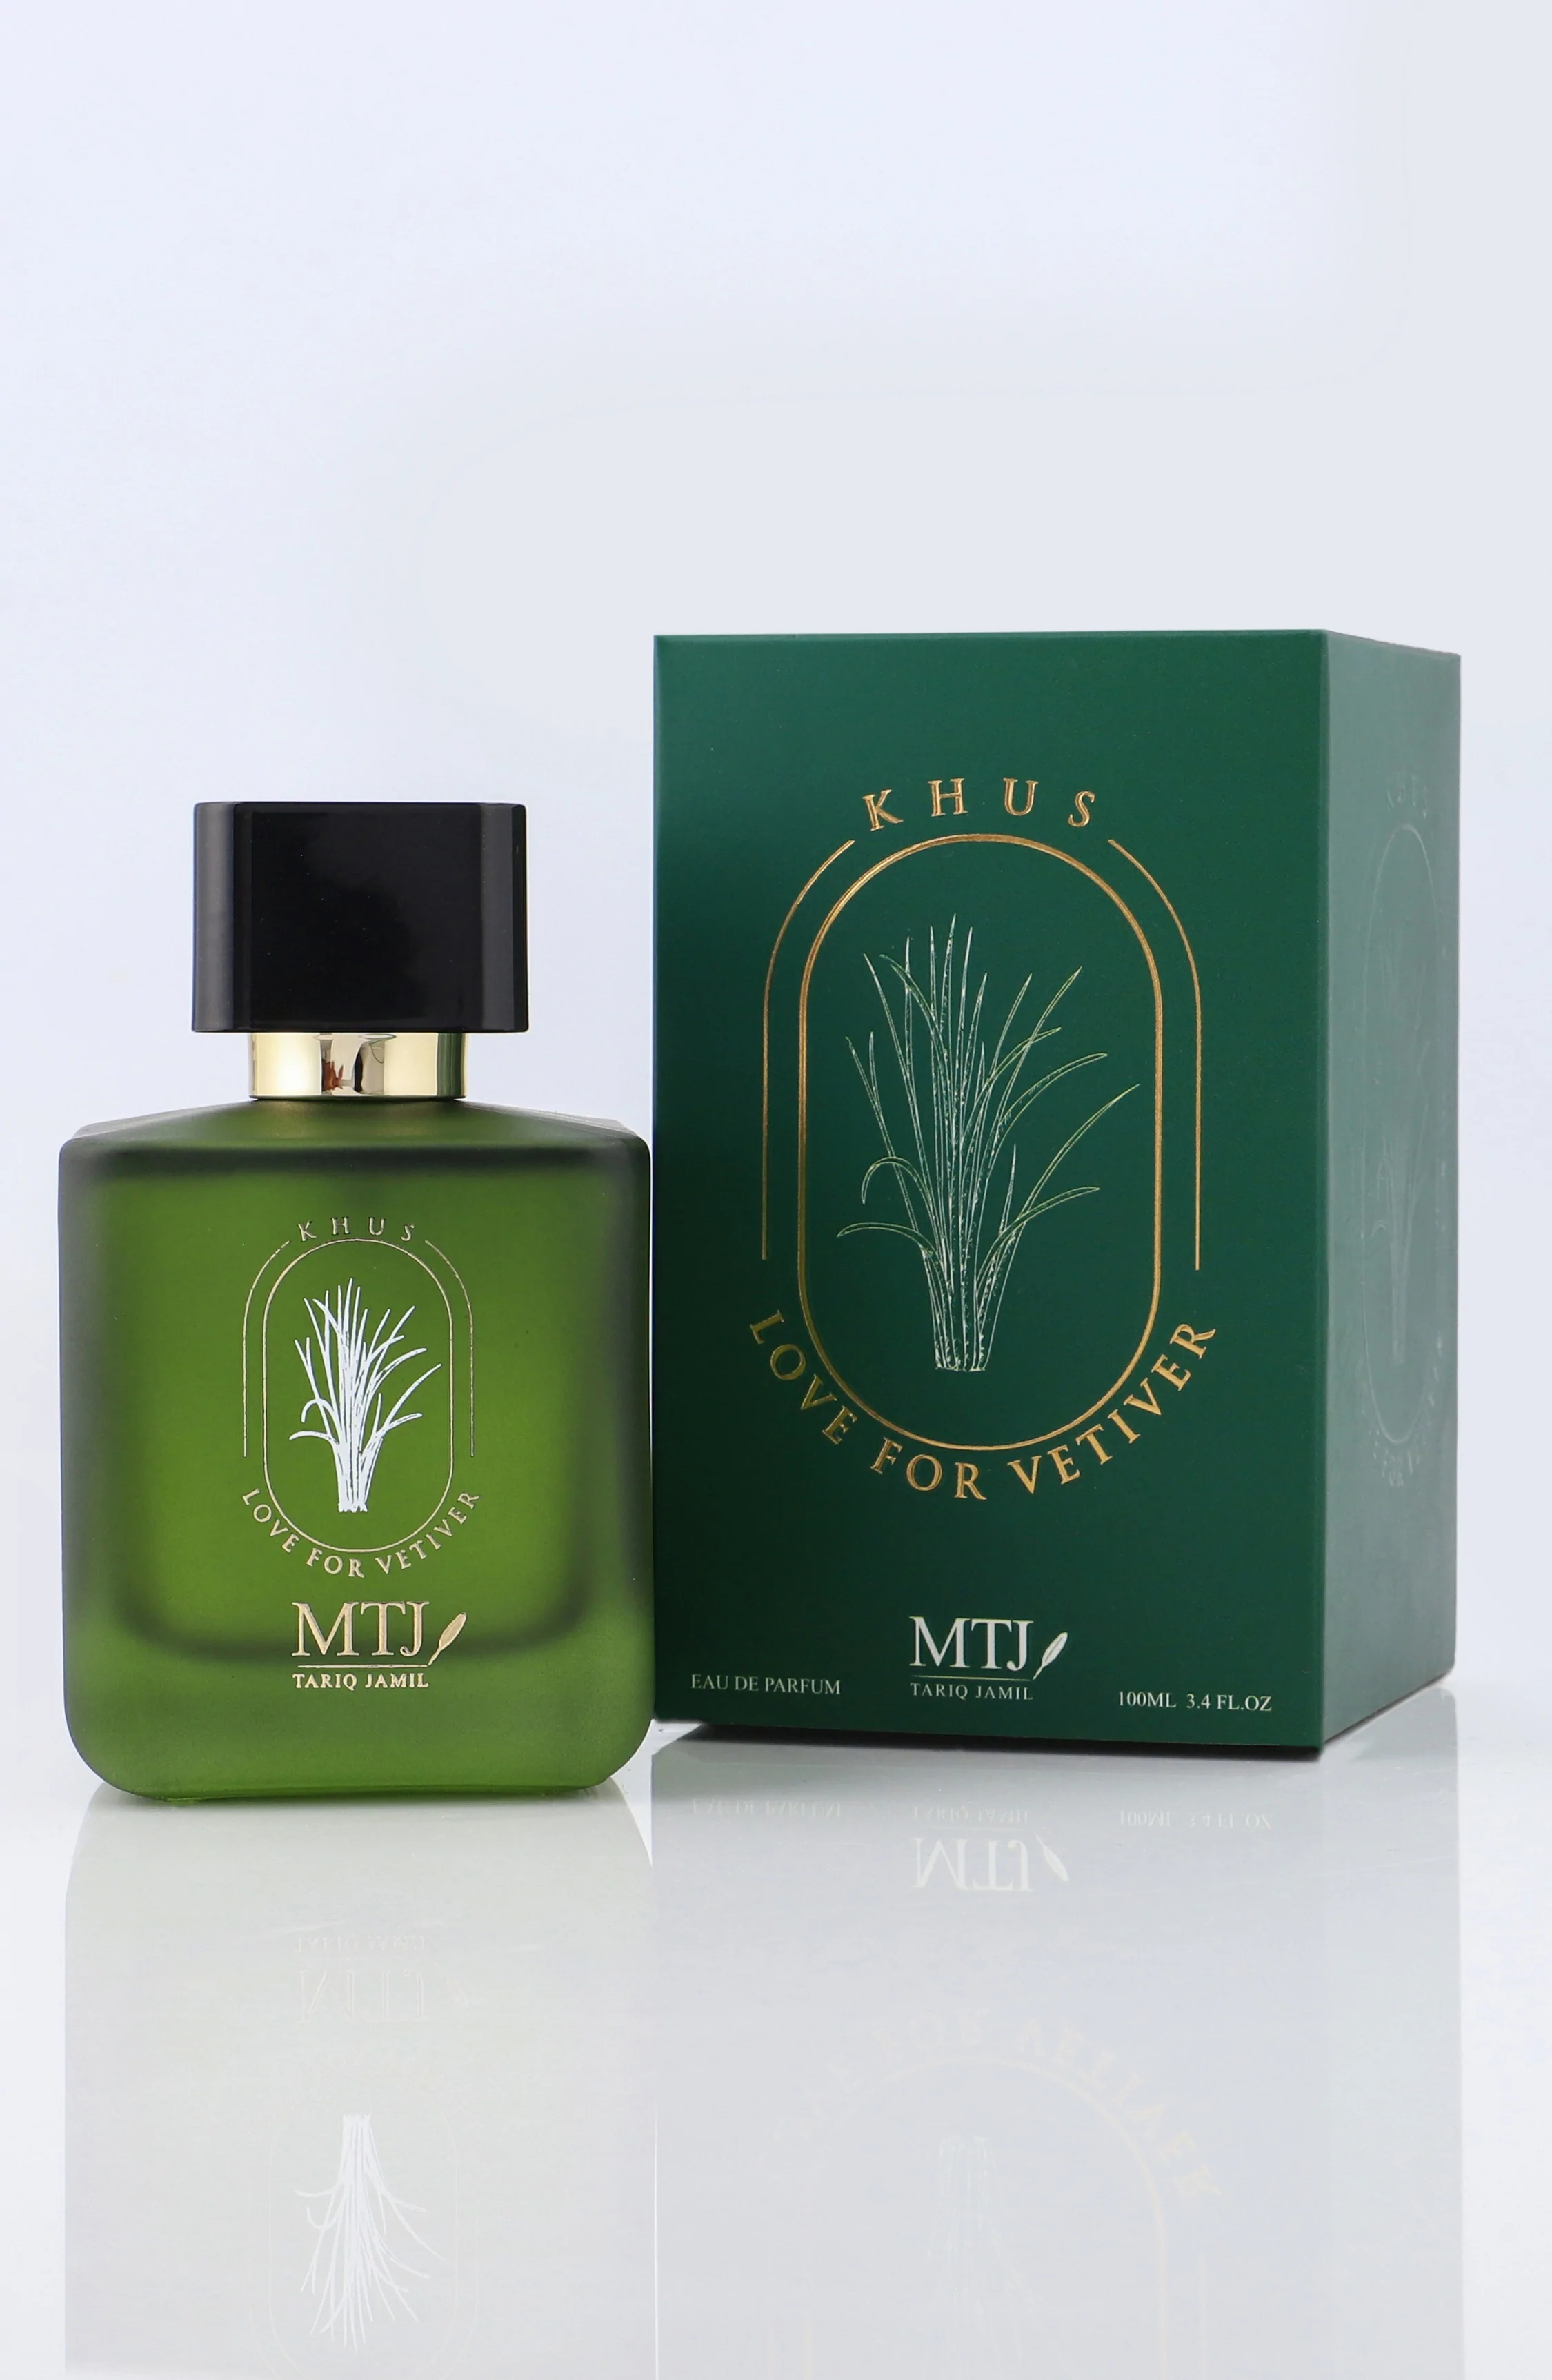 KHUS
LOVE FOR VETIVER
MTJ
TARIQ JAMIL
KHUS
LOVE FOR VETIVER
EAU DE PARFUM
MTJ
TARIQ JAMIL
100ML 3.4 FL.OZ